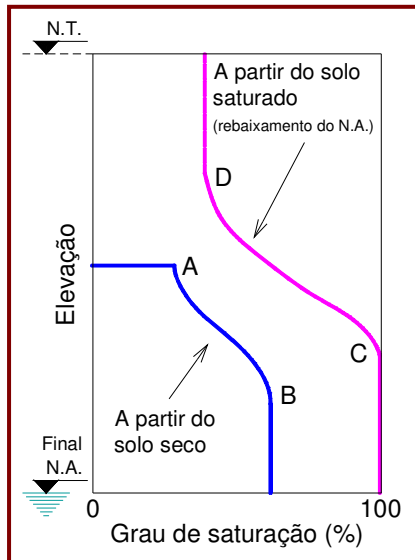 N.T.
A partir do solo
saturado
(rebaixamento do N.A.)
D
Elevação
A
C
B
A partir do
solo seco
Final
N.A.
0
100
Grau de saturação (%)